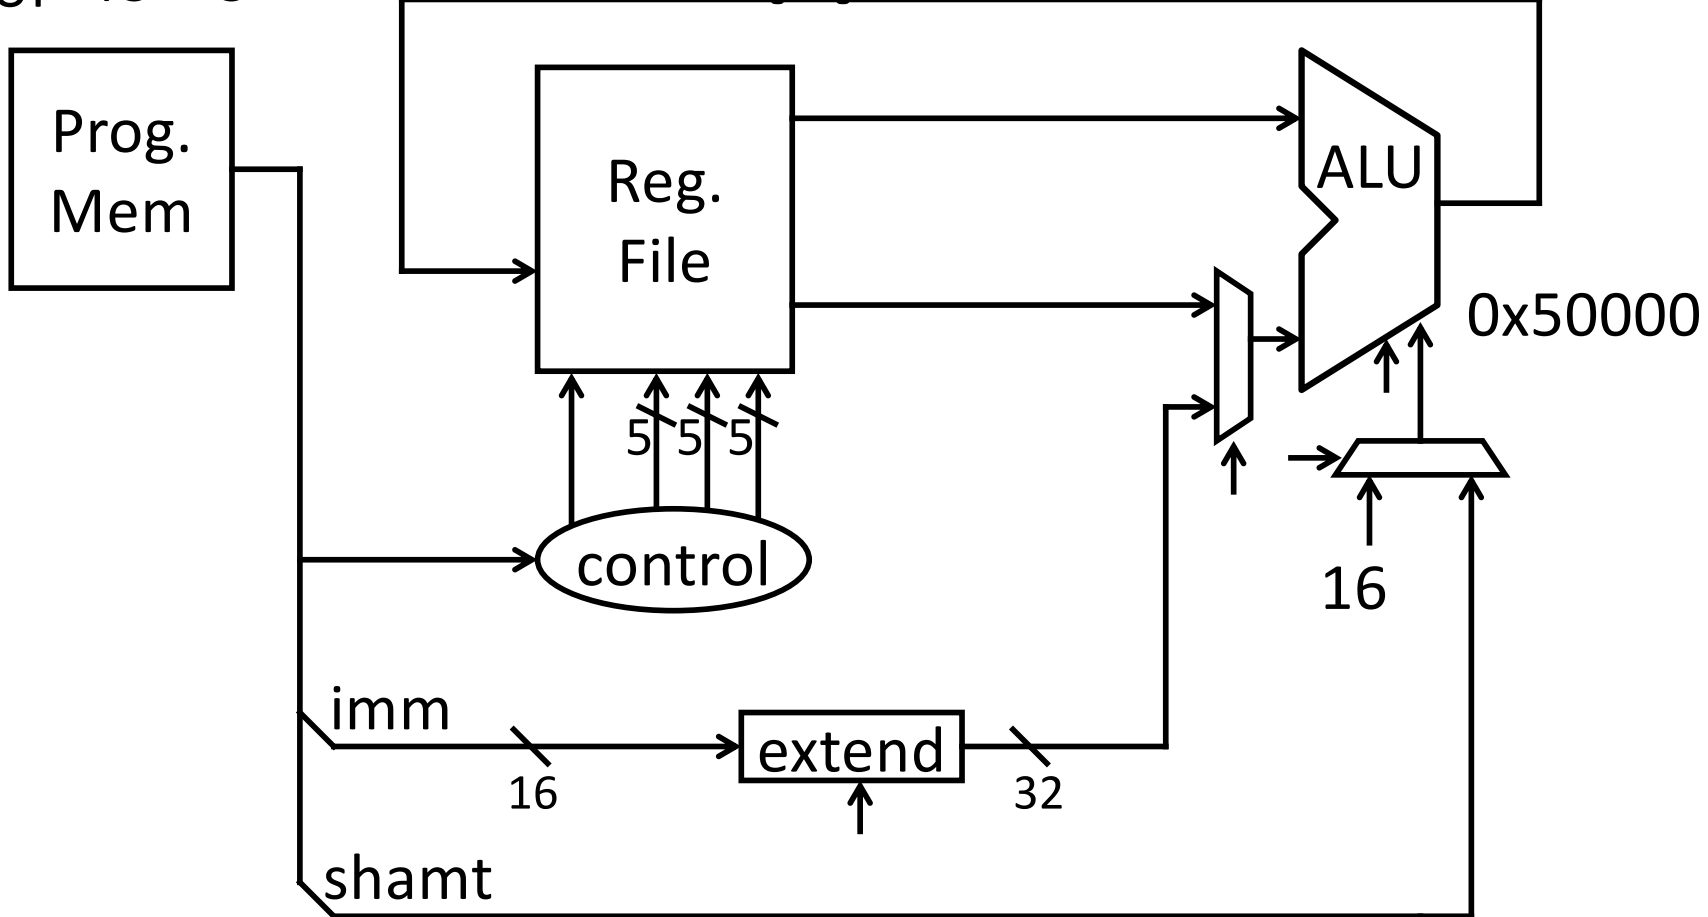 Prog.
Mem
Reg.
File
ALU
0x50000
5 5 5
control
16
imm
16
extend
32
shamt